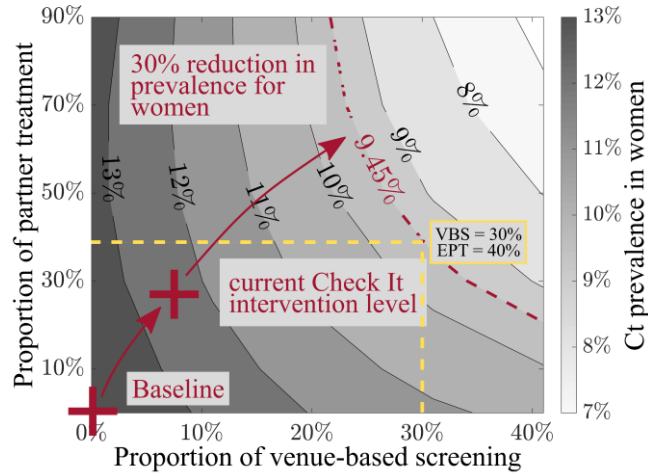 90%
70%
50%
30%
10%
Proportion of partner treatment
30% reduction in
prevalence for
women
13%
12%
11%
10%
9.45%
9%
8%
VBS = 30%
EPT = 40%
current Check It
intervention level
Baseline
0%
10%
20%
30%
40%
Proportion of venue-based screening
13%
12%
11%
10%
9%
8%
7%
Ct prevalence in women